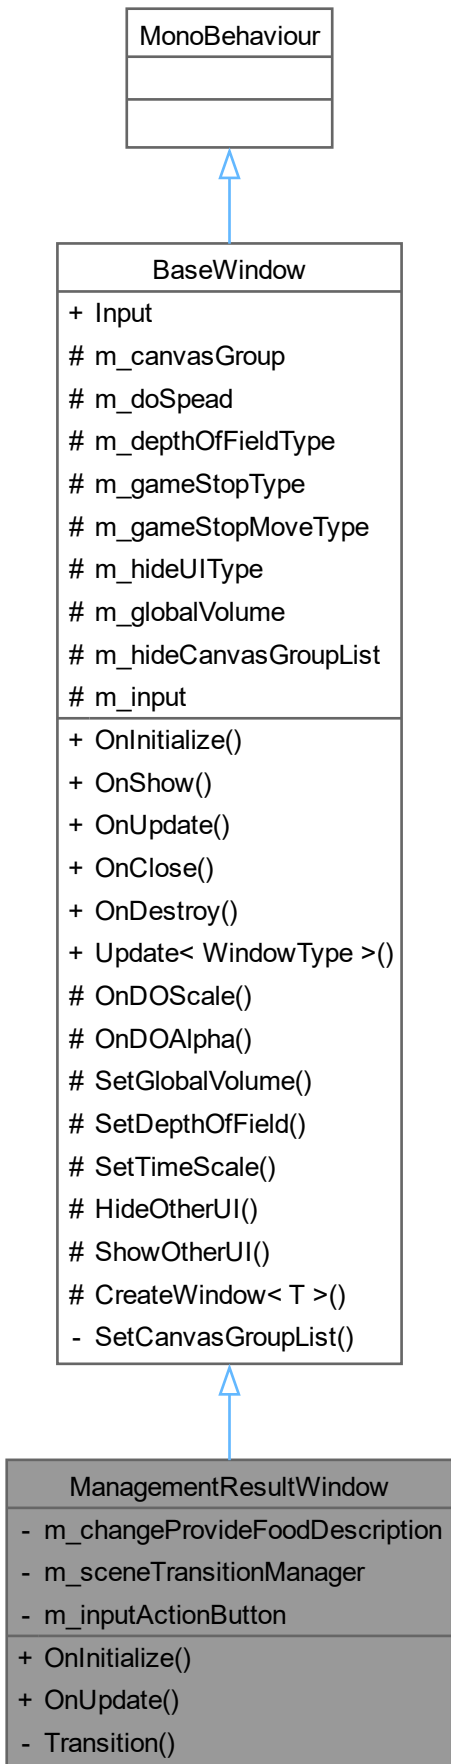 MonoBehaviour
BaseWindow
+ Input
# m_canvasGroup
# m_doSpead
# m_depthOfFieldType
# m_gameStopType
# m_gameStopMoveType
# m_hideUIType
# m_globalVolume
# m_hideCanvasGroupList
# m_input
+ OnInitialize()
+ OnShow()
+ OnUpdate()
+ OnClose()
+ OnDestroy()
+ Update< WindowType >()
# OnDOScale()
# OnDOAlpha()
# SetGlobalVolume()
# SetDepthOfField()
# SetTimeScale()
# HideOtherUI()
# ShowOtherUI()
# CreateWindow< T >()
- SetCanvasGroupList()
ManagementResultWindow
- m_changeProvideFoodDescription
- m_sceneTransitionManager
- m_inputActionButton
+ OnInitialize()
+ OnUpdate()
- Transition()